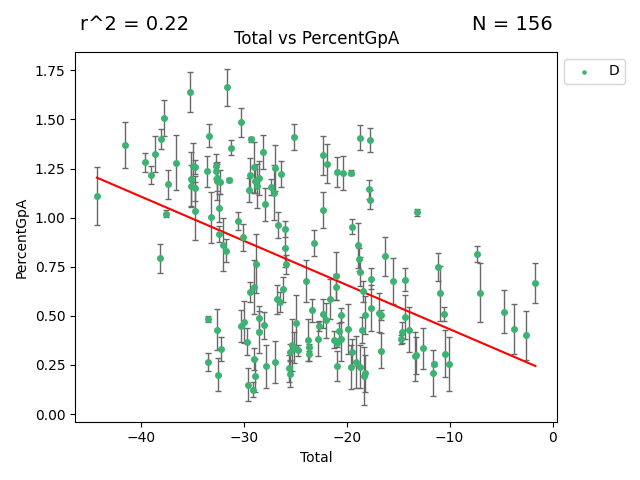 r^2 = 0.22
N = 156
Total vs PercentGpA
D
PercentGpA
1.75
1.50
1.25
1.00
0.75
0.50
0.25
0.00
−40
−30
−20
−10
0
Total